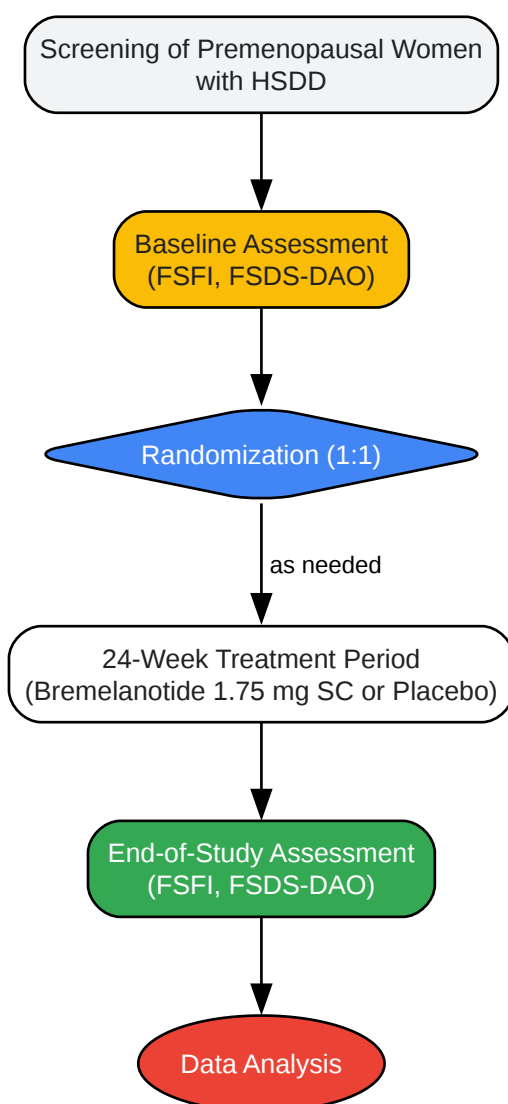 Screening of Premenopausal Women
with HSDD
Baseline Assessment
(FSFI, FSDS-DAO)
Randomization (1:1)
as needed
24-Week Treatment Period
(Bremelanotide 1.75 mg SC or Placebo)
End-of-Study Assessment
(FSFI, FSDS-DAO)
Data Analysis